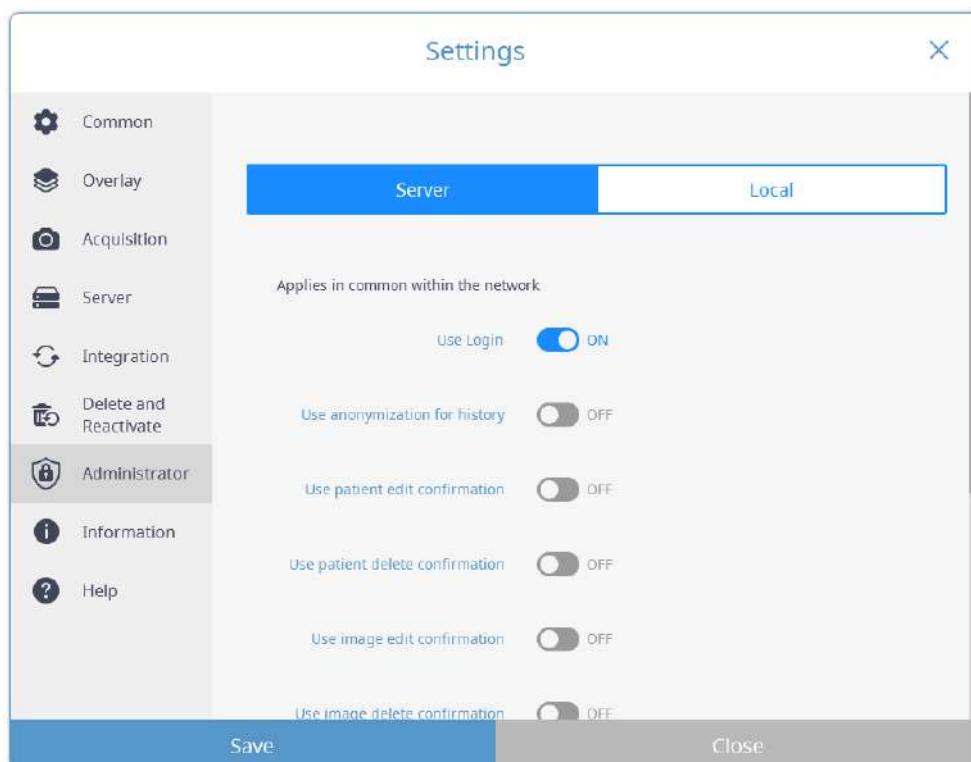 Settings
Common
Overlay
Acquisition
Server
Integration
Delete and
Reactivate
Administrator
Information
Help
Server
Local
Applies in common within the network
Use Login
ON
Use anonymization for history
OFF
Use patient edit confirmation
OFF
Use patient delete confirmation
OFF
Use image edit confirmation
OFF
Use image delete confirmation
OFF
Save
Close